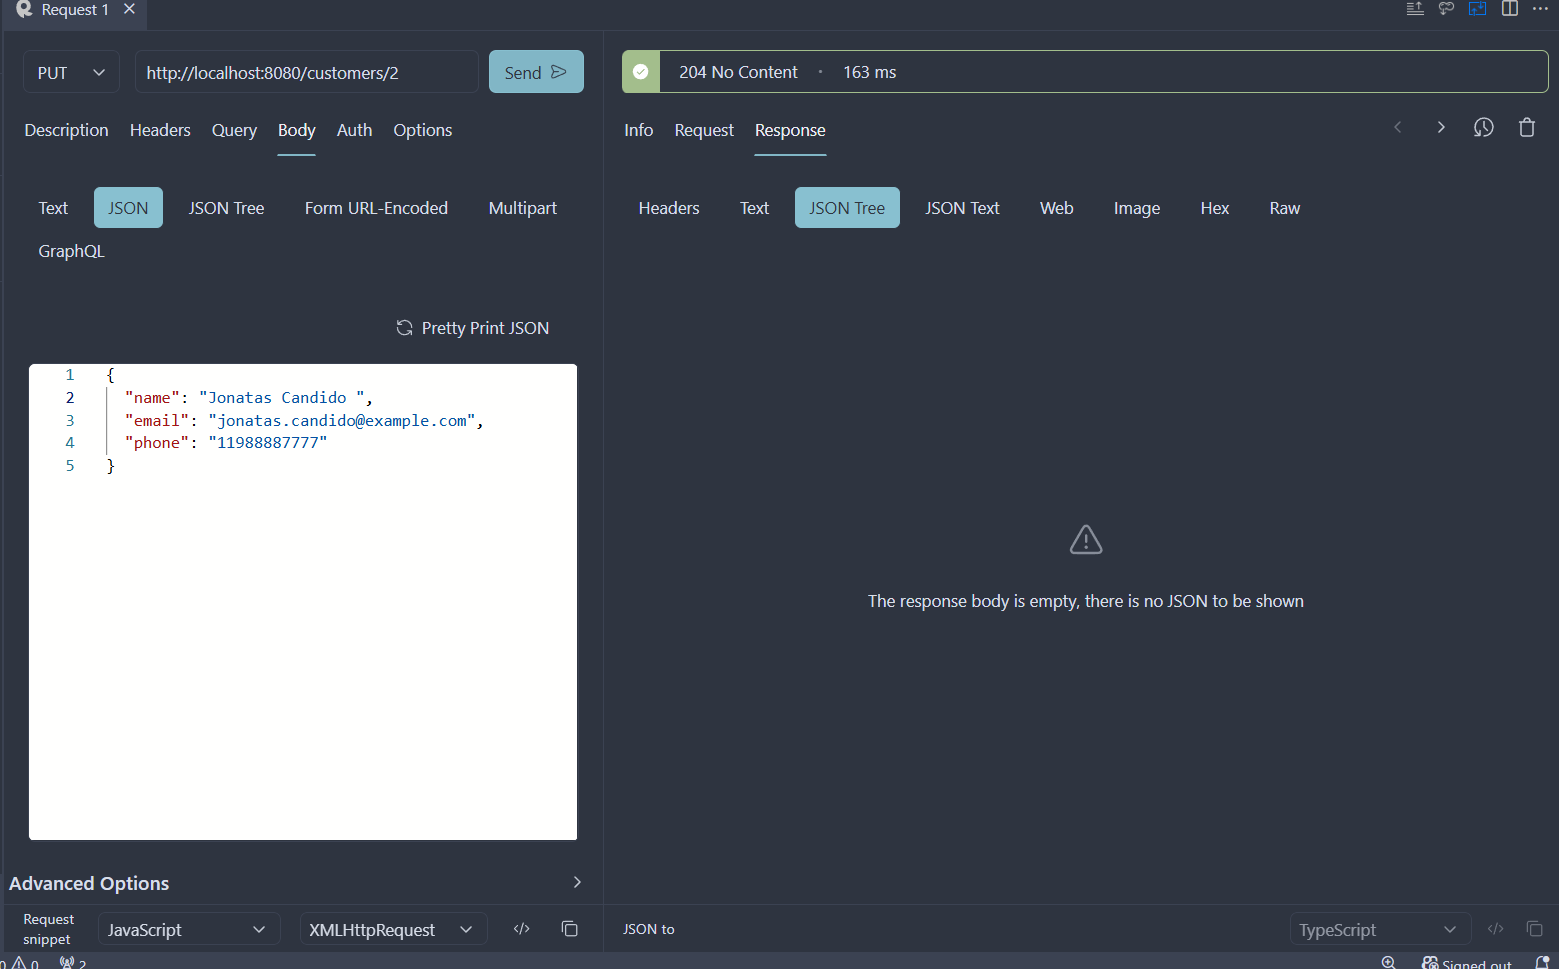 Request 1
PUT
http://localhost:8080/customers/2
Send
204 No Content · 163 ms
Description Headers Query Body Auth Options
Info Request Response
Text JSON JSON Tree Form URL-Encoded Multipart
GraphQL
Headers Text JSON Tree JSON Text Web Image Hex Raw
Pretty Print JSON
1 {
2 "name": "Jonatas Candido ",
3 "email": "jonatas.candido@example.com",
4 "phone": "11988887777"
5 }
The response body is empty, there is no JSON to be shown
Advanced Options
Request
snippet
JavaScript
XMLHttpRequest
JSON to
TypeScript
0 0 2
Signed out